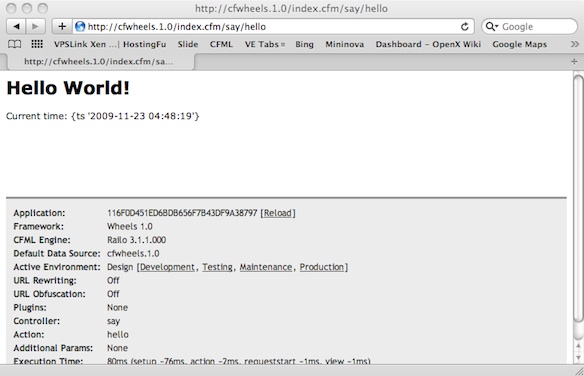 http://cfwheels.1.0/index.cfm/say/hello
http://cfwheels.1.0/index.cfm/say/hello
Google
VPSLink Xen ...| HostingFu Slide CFML VE Tabs Bing Mininova Dashboard – OpenX Wiki Google Maps >>
http://cfwheels.1.0/index.cfm/sa...
Hello World!
Current time: {ts '2009-11-23 04:48:19'}
Application: 116F0D451ED6BDB656F7B43DF9A38797 [Reload]
Framework: Wheels 1.0
CFML Engine: Railo 3.1.1.000
Default Data Source: cfwheels.1.0
Active Environment: Design [Development, Testing, Maintenance, Production]
URL Rewriting: Off
URL Obfuscation: Off
Plugins: None
Controller: say
Action: hello
Additional Params: None
Execution Time: 80ms (setup ~76ms, action ~2ms, requeststart ~1ms, view ~1ms)